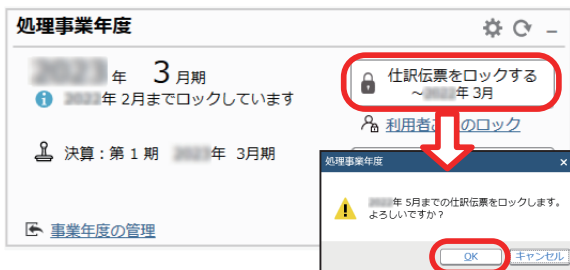 処理事業年度
年 3月期
年 2月までロックしています
仕訳伝票をロックする
～ 年 3月
利用者 のロック
決算：第 1 期 年 3月期
事業年度の管理
処理事業年度 ×
年 5月までの仕訳伝票をロックします。
よろしいですか？
OK キャンセル